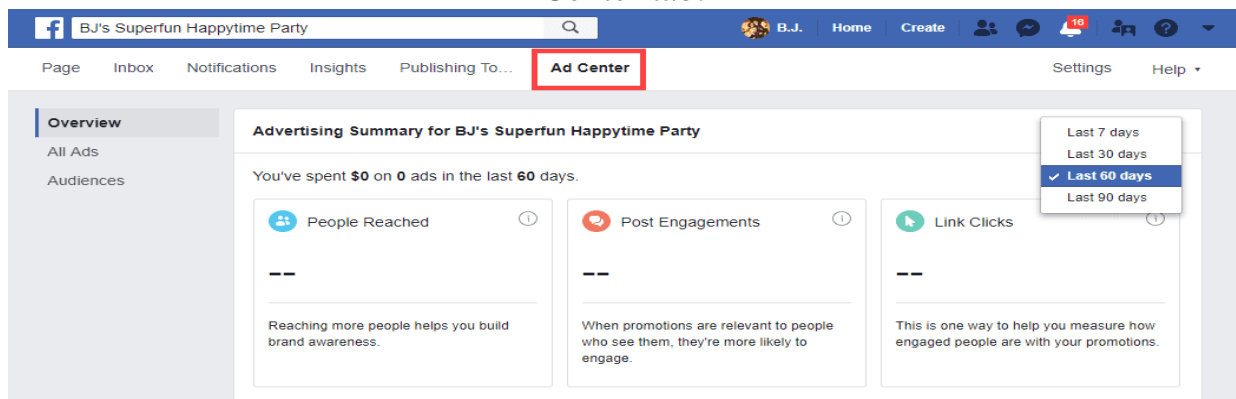 f BJ's Superfun Happytime Party B.J. Home Create 16 ?
Page Inbox Notifications Insights Publishing To... Ad Center Settings Help
Overview
All Ads
Audiences
Advertising Summary for BJ's Superfun Happytime Party
Last 7 days
Last 30 days
Last 60 days
Last 90 days
You've spent $0 on 0 ads in the last 60 days.
People Reached i
--
Reaching more people helps you build
brand awareness.
Post Engagements i
--
When promotions are relevant to people
who see them, they're more likely to
engage.
Link Clicks i
--
This is one way to help you measure how
engaged people are with your promotions.